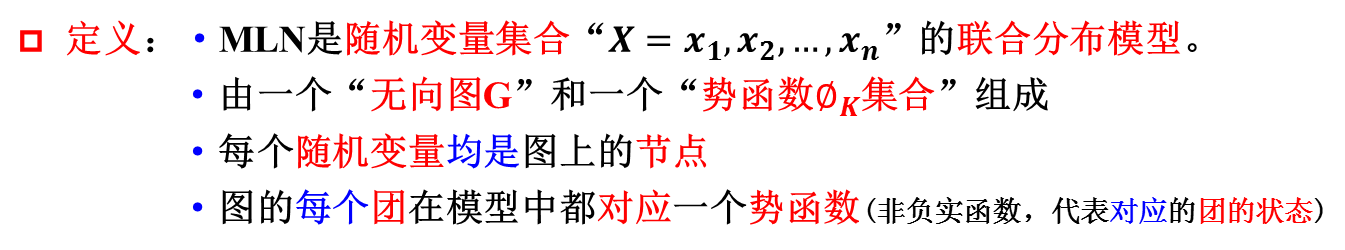 定义：• MLN是随机变量集合“X = x₁, x₂, …, xₙ”的联合分布模型。
• 由一个“无向图G”和一个“势函数∅_K集合”组成
• 每个随机变量均是图上的节点
• 图的每个团在模型中都对应一个势函数(非负实函数，代表对应的团的状态)